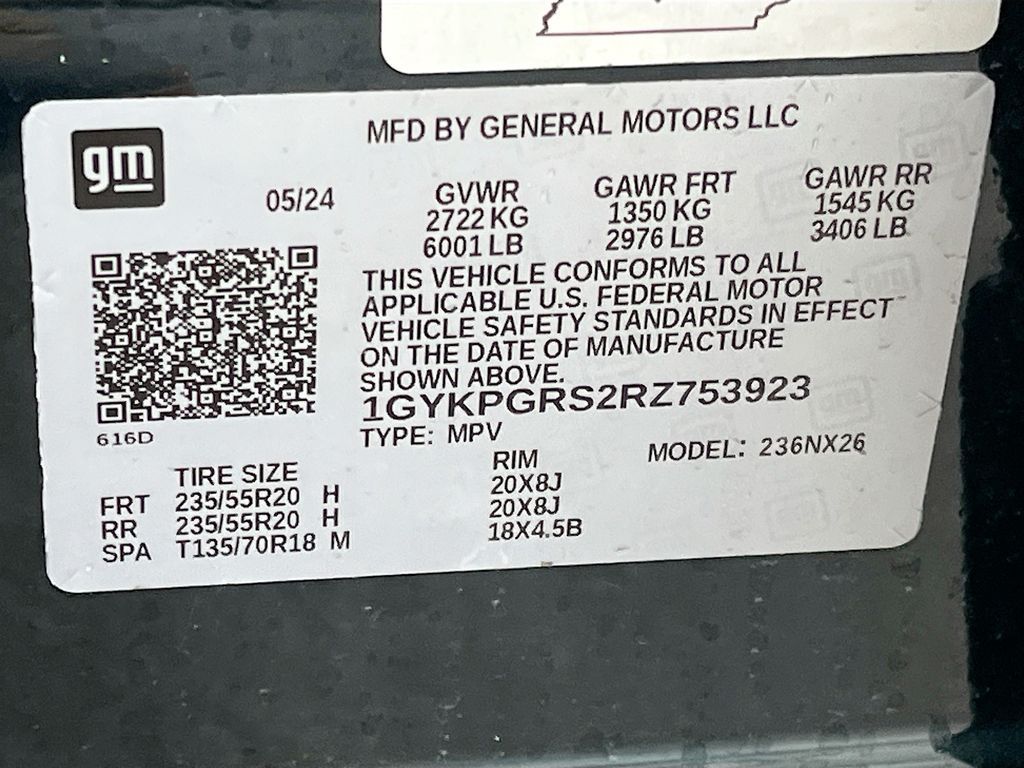 gm
MFD BY GENERAL MOTORS LLC
05/24 GVWR GAWR FRT GAWR RR
2722 KG 1350 KG 1545 KG
6001 LB 2976 LB 3406 LB
THIS VEHICLE CONFORMS TO ALL
APPLICABLE U.S. FEDERAL MOTOR
VEHICLE SAFETY STANDARDS IN EFFECT
ON THE DATE OF MANUFACTURE
SHOWN ABOVE.
1GYKPGRS2RZ753923
616D
TYPE: MPV MODEL: 236NX26
TIRE SIZE RIM
FRT 235/55R20 H 20X8J
RR 235/55R20 H 20X8J
SPA T135/70R18 M 18X4.5B